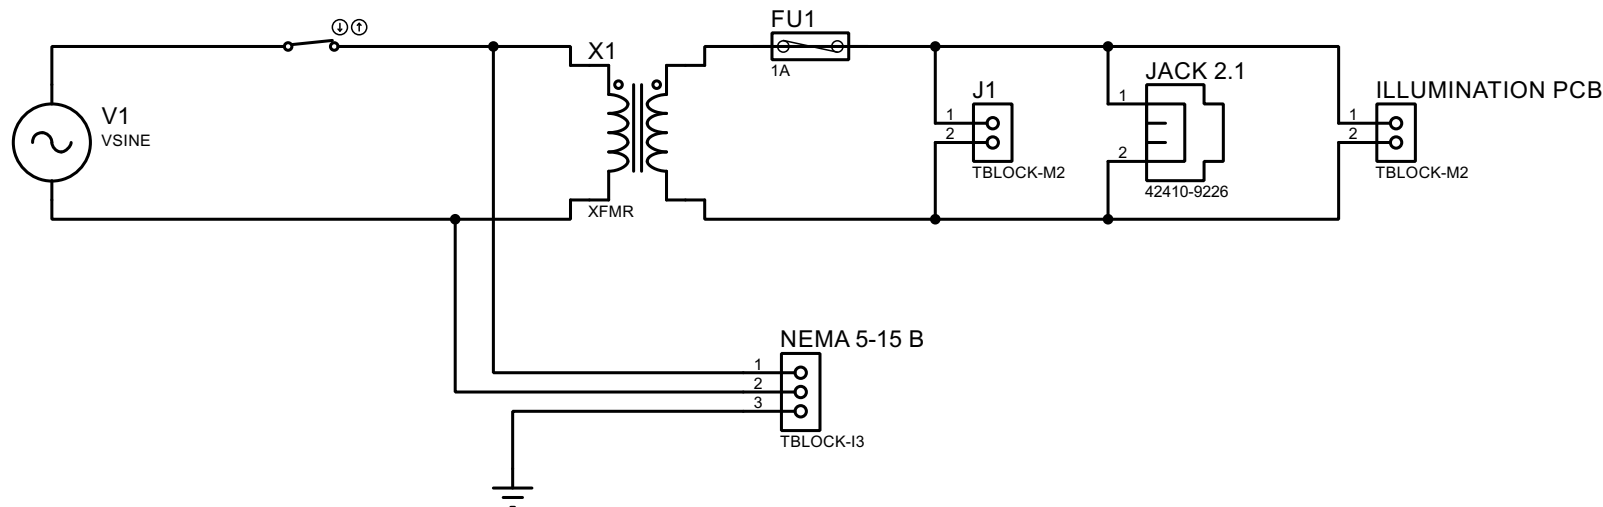 V1
VSINE
X1
XFMR
FU1
1A
J1
1
2
TBLOCK-M2
JACK 2.1
1
2
42410-9226
ILLUMINATION PCB
1
2
TBLOCK-M2
NEMA 5-15 B
1
2
3
TBLOCK-I3